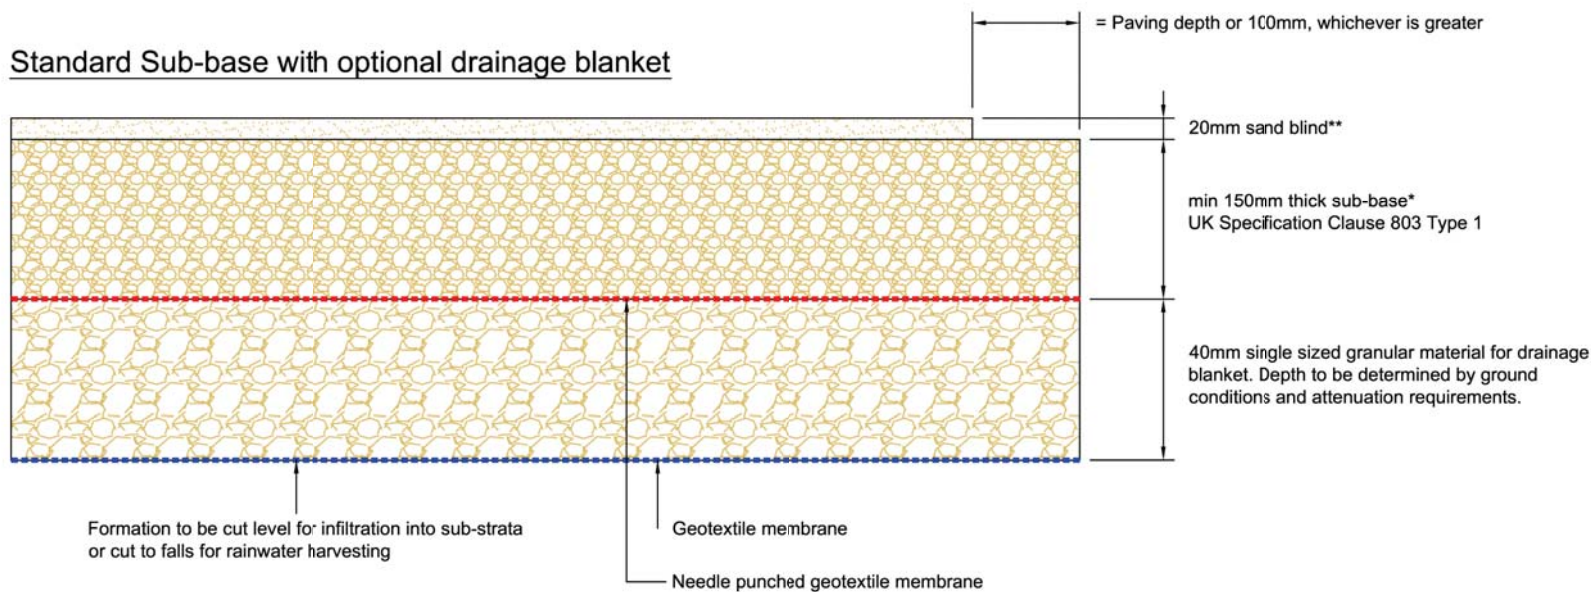 = Paving depth or 100mm, whichever is greater
Standard Sub-base with optional drainage blanket
20mm sand blind**
min 150mm thick sub-base*
UK Specification Clause 803 Type 1
40mm single sized granular material for drainage
blanket. Depth to be determined by ground
conditions and attenuation requirements.
Formation to be cut level for infiltration into sub-strata
or cut to falls for rainwater harvesting
Geotextile membrane
Needle punched geotextile membrane